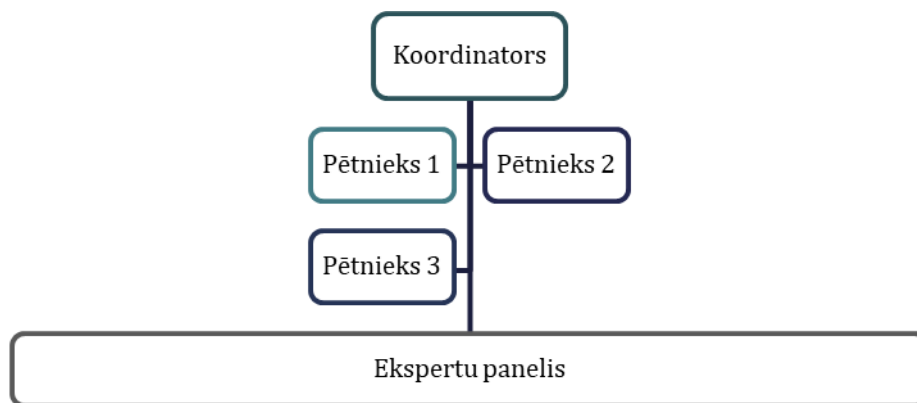 Koordinators
Pētnieks 1
Pētnieks 2
Pētnieks 3
Ekspertu panelis